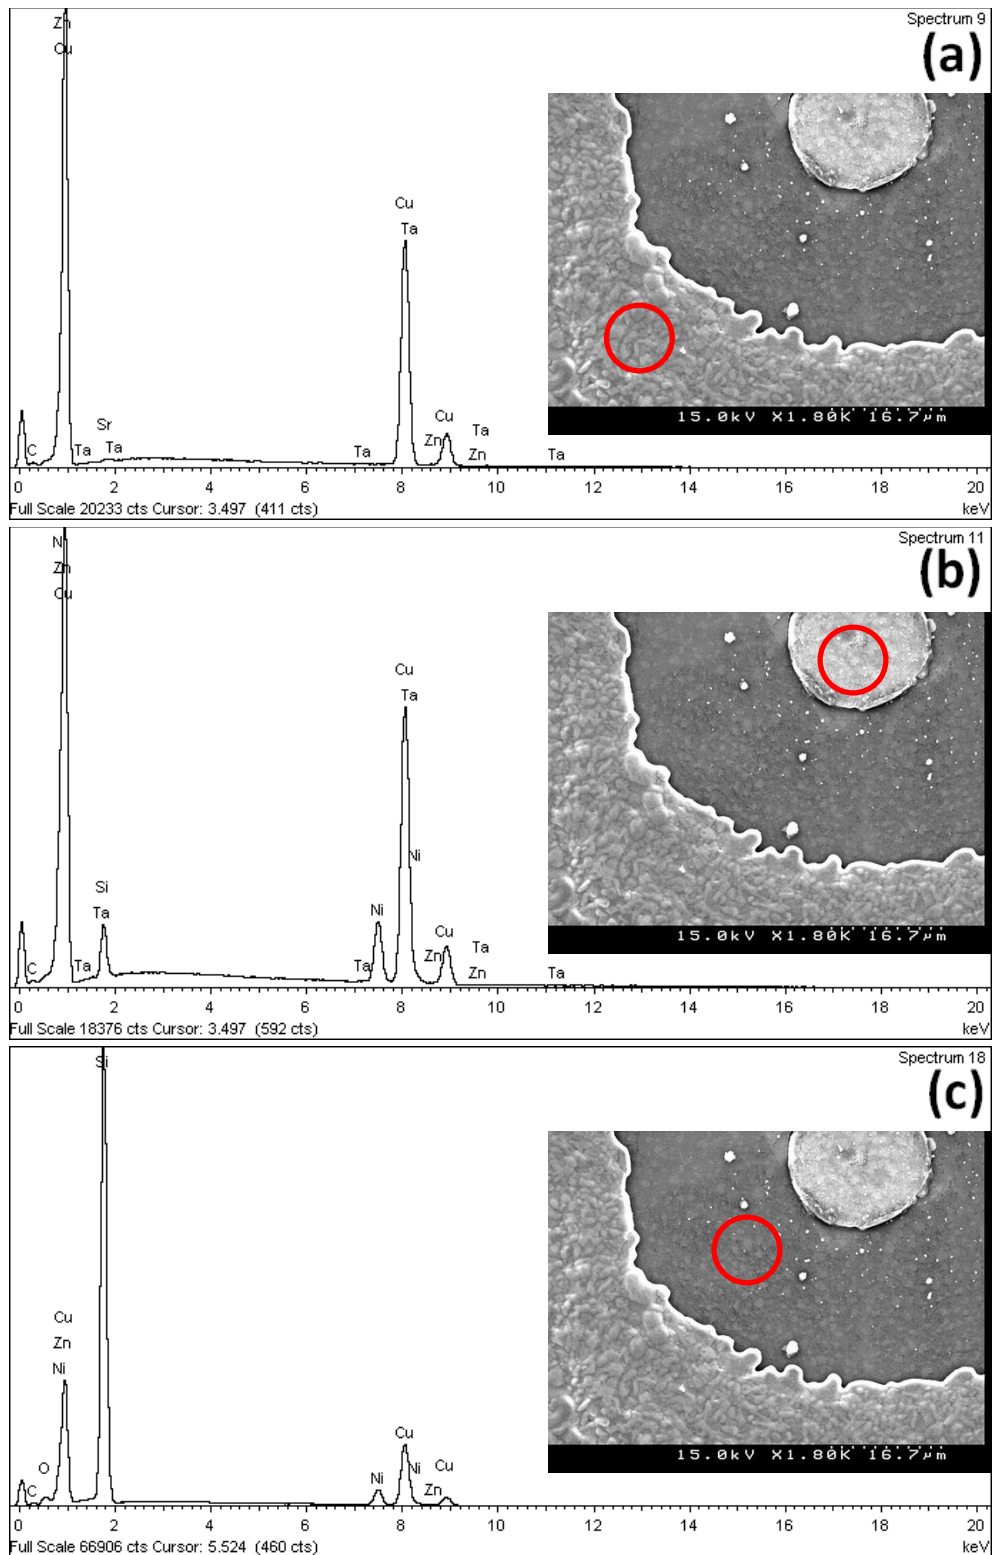 Spectrum 9
(a)
Zn
Cu
Cu
Ta
Sr
C
Ta
Ta
Ta
Zn
Cu
Ta
Zn
Ta
15.0kV X1.80K 16.7µm
0 2 4 6 8 10 12 14 16 18 20
Full Scale 20233 cts Cursor: 3.497 (411 cts) keV
Spectrum 11
(b)
N
Zn
Cu
Cu
Ta
Ni
Si
Ta
Ni
C
Ta
Ta
Zn
Cu
Ta
Zn
Ta
15.0kV X1.80K 16.7µm
0 2 4 6 8 10 12 14 16 18 20
Full Scale 18376 cts Cursor: 3.497 (592 cts) keV
Spectrum 18
(c)
Si
Cu
Zn
Ni
O
C
Cu
Ni
Ni
Cu
Zn
15.0kV X1.80K 16.7µm
0 2 4 6 8 10 12 14 16 18 20
Full Scale 66906 cts Cursor: 5.524 (460 cts) keV